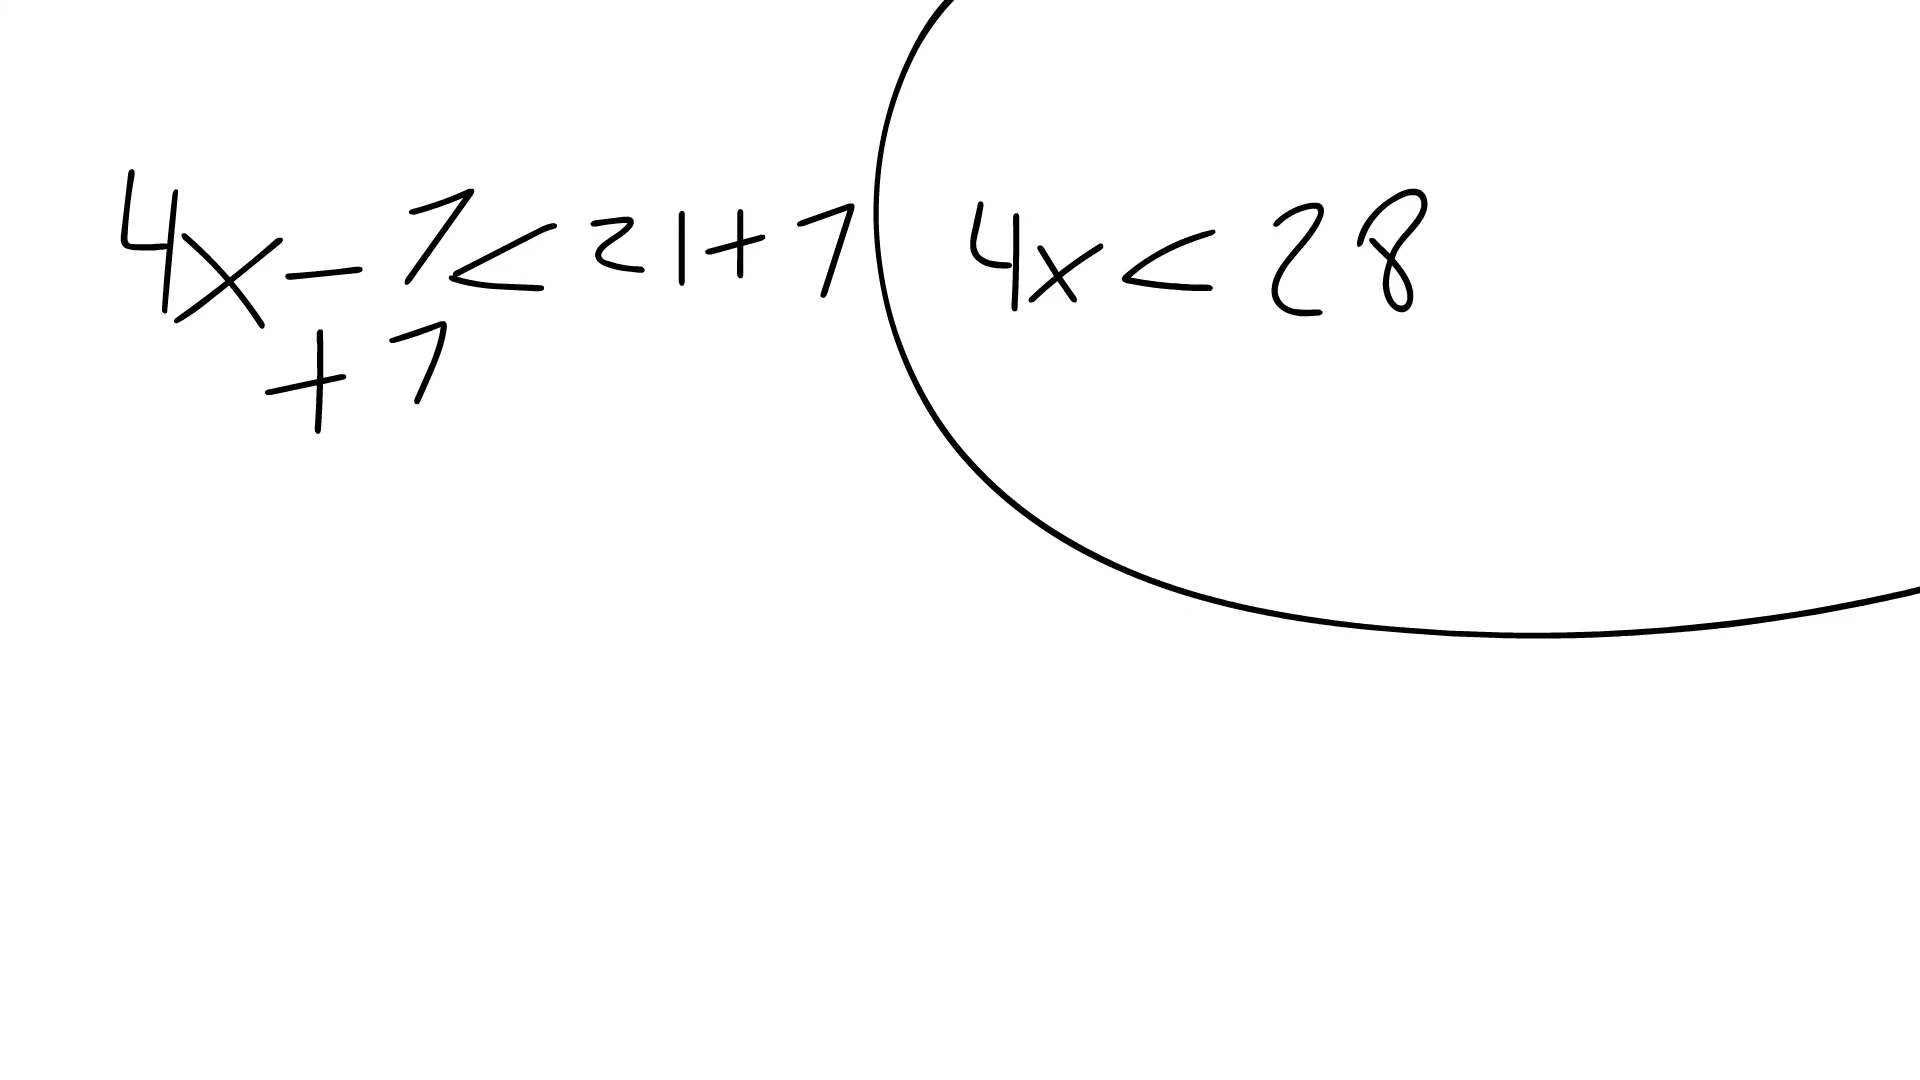 4x - 7 < 21 + 7
+ 7
4x < 28